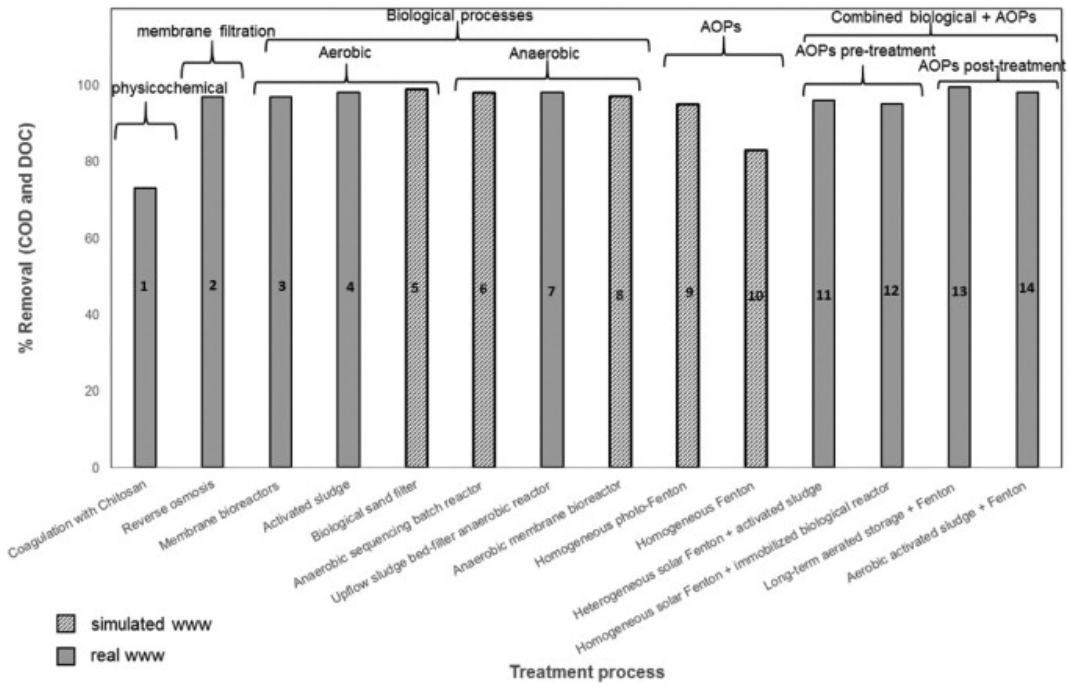 Biological processes
Combined biological + AOPs
membrane filtration
AOPs
Aerobic
Anaerobic
AOPs pre-treatment
AOPs post-treatment
physicochemical
100
80
60
40
20
0
% Removal (COD and DOC)
1
2
3
4
5
6
7
8
9
10
11
12
13
14
Coagulation with Chitosan
Reverse osmosis
Membrane bioreactors
Activated sludge
Biological sand filter
Anaerobic sequencing batch reactor
Upflow sludge bed-filter anaerobic reactor
Anaerobic membrane bioreactor
Homogeneous photo-Fenton
Homogeneous Fenton
Heterogeneous solar Fenton + activated sludge
Homogeneous solar Fenton + immobilized biological reactor
Long-term aerated storage + Fenton
Aerobic activated sludge + Fenton
simulated www
real www
Treatment process